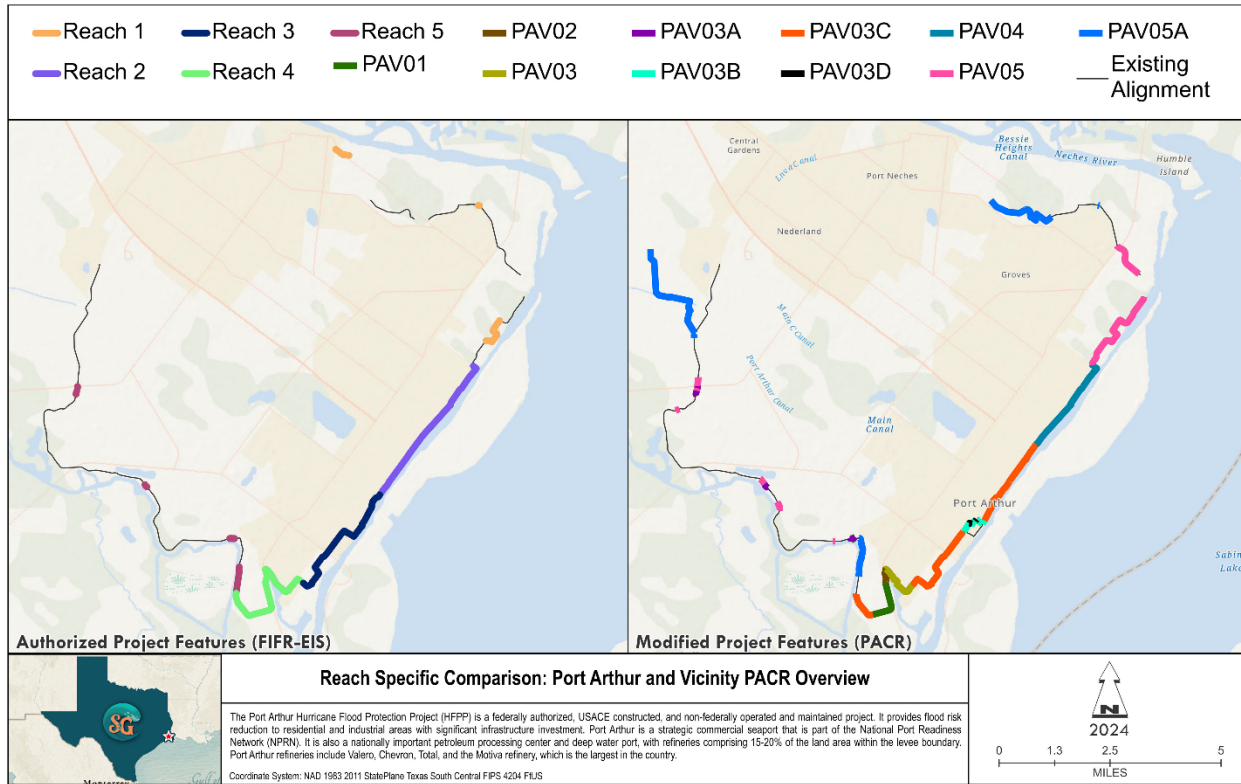 Reach 1
Reach 3
Reach 5
PAV02
PAV03A
PAV03C
PAV04
PAV05A
Reach 2
Reach 4
PAV01
PAV03
PAV03B
PAV03D
PAV05
Existing
Alignment
Authorized Project Features (FIFR-EIS)
Central
Gardens
Lnva Canal
Port Neches
Bessie
Heights
Canal
Neches River
Humble
Island
Nederland
Groves
Main C Canal
Port Arthur Canal
Main
Canal
Port Arthur
Sabin
Lake
Modified Project Features (PACR)
SG
Gulf of
Reach Specific Comparison: Port Arthur and Vicinity PACR Overview
The Port Arthur Hurricane Flood Protection Project (HFPP) is a federally authorized, USACE constructed, and non-federally operated and maintained project. It provides flood risk
reduction to residential and industrial areas with significant infrastructure investment. Port Arthur is a strategic commercial seaport that is part of the National Port Readiness
Network (NPRN). It is also a nationally important petroleum processing center and deep water port, with refineries comprising 15-20% of the land area within the levee boundary.
Port Arthur refineries include Valero, Chevron, Total, and the Motiva refinery, which is the largest in the country.
Coordinate System: NAD 1983 2011 StatePlane Texas South Central FIPS 4204 FtUS
N
2024
0 1.3 2.5 5
MILES